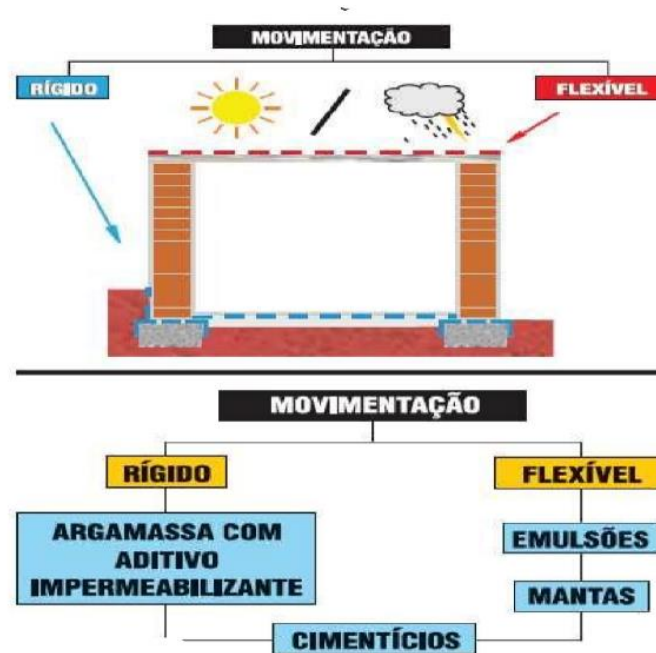 MOVIMENTAÇÃO
RÍGIDO
FLEXÍVEL
MOVIMENTAÇÃO
RÍGIDO
FLEXÍVEL
ARGAMASSA COM
ADITIVO
IMPERMEABILIZANTE
EMULSÕES
MANTAS
CIMENTÍCIOS